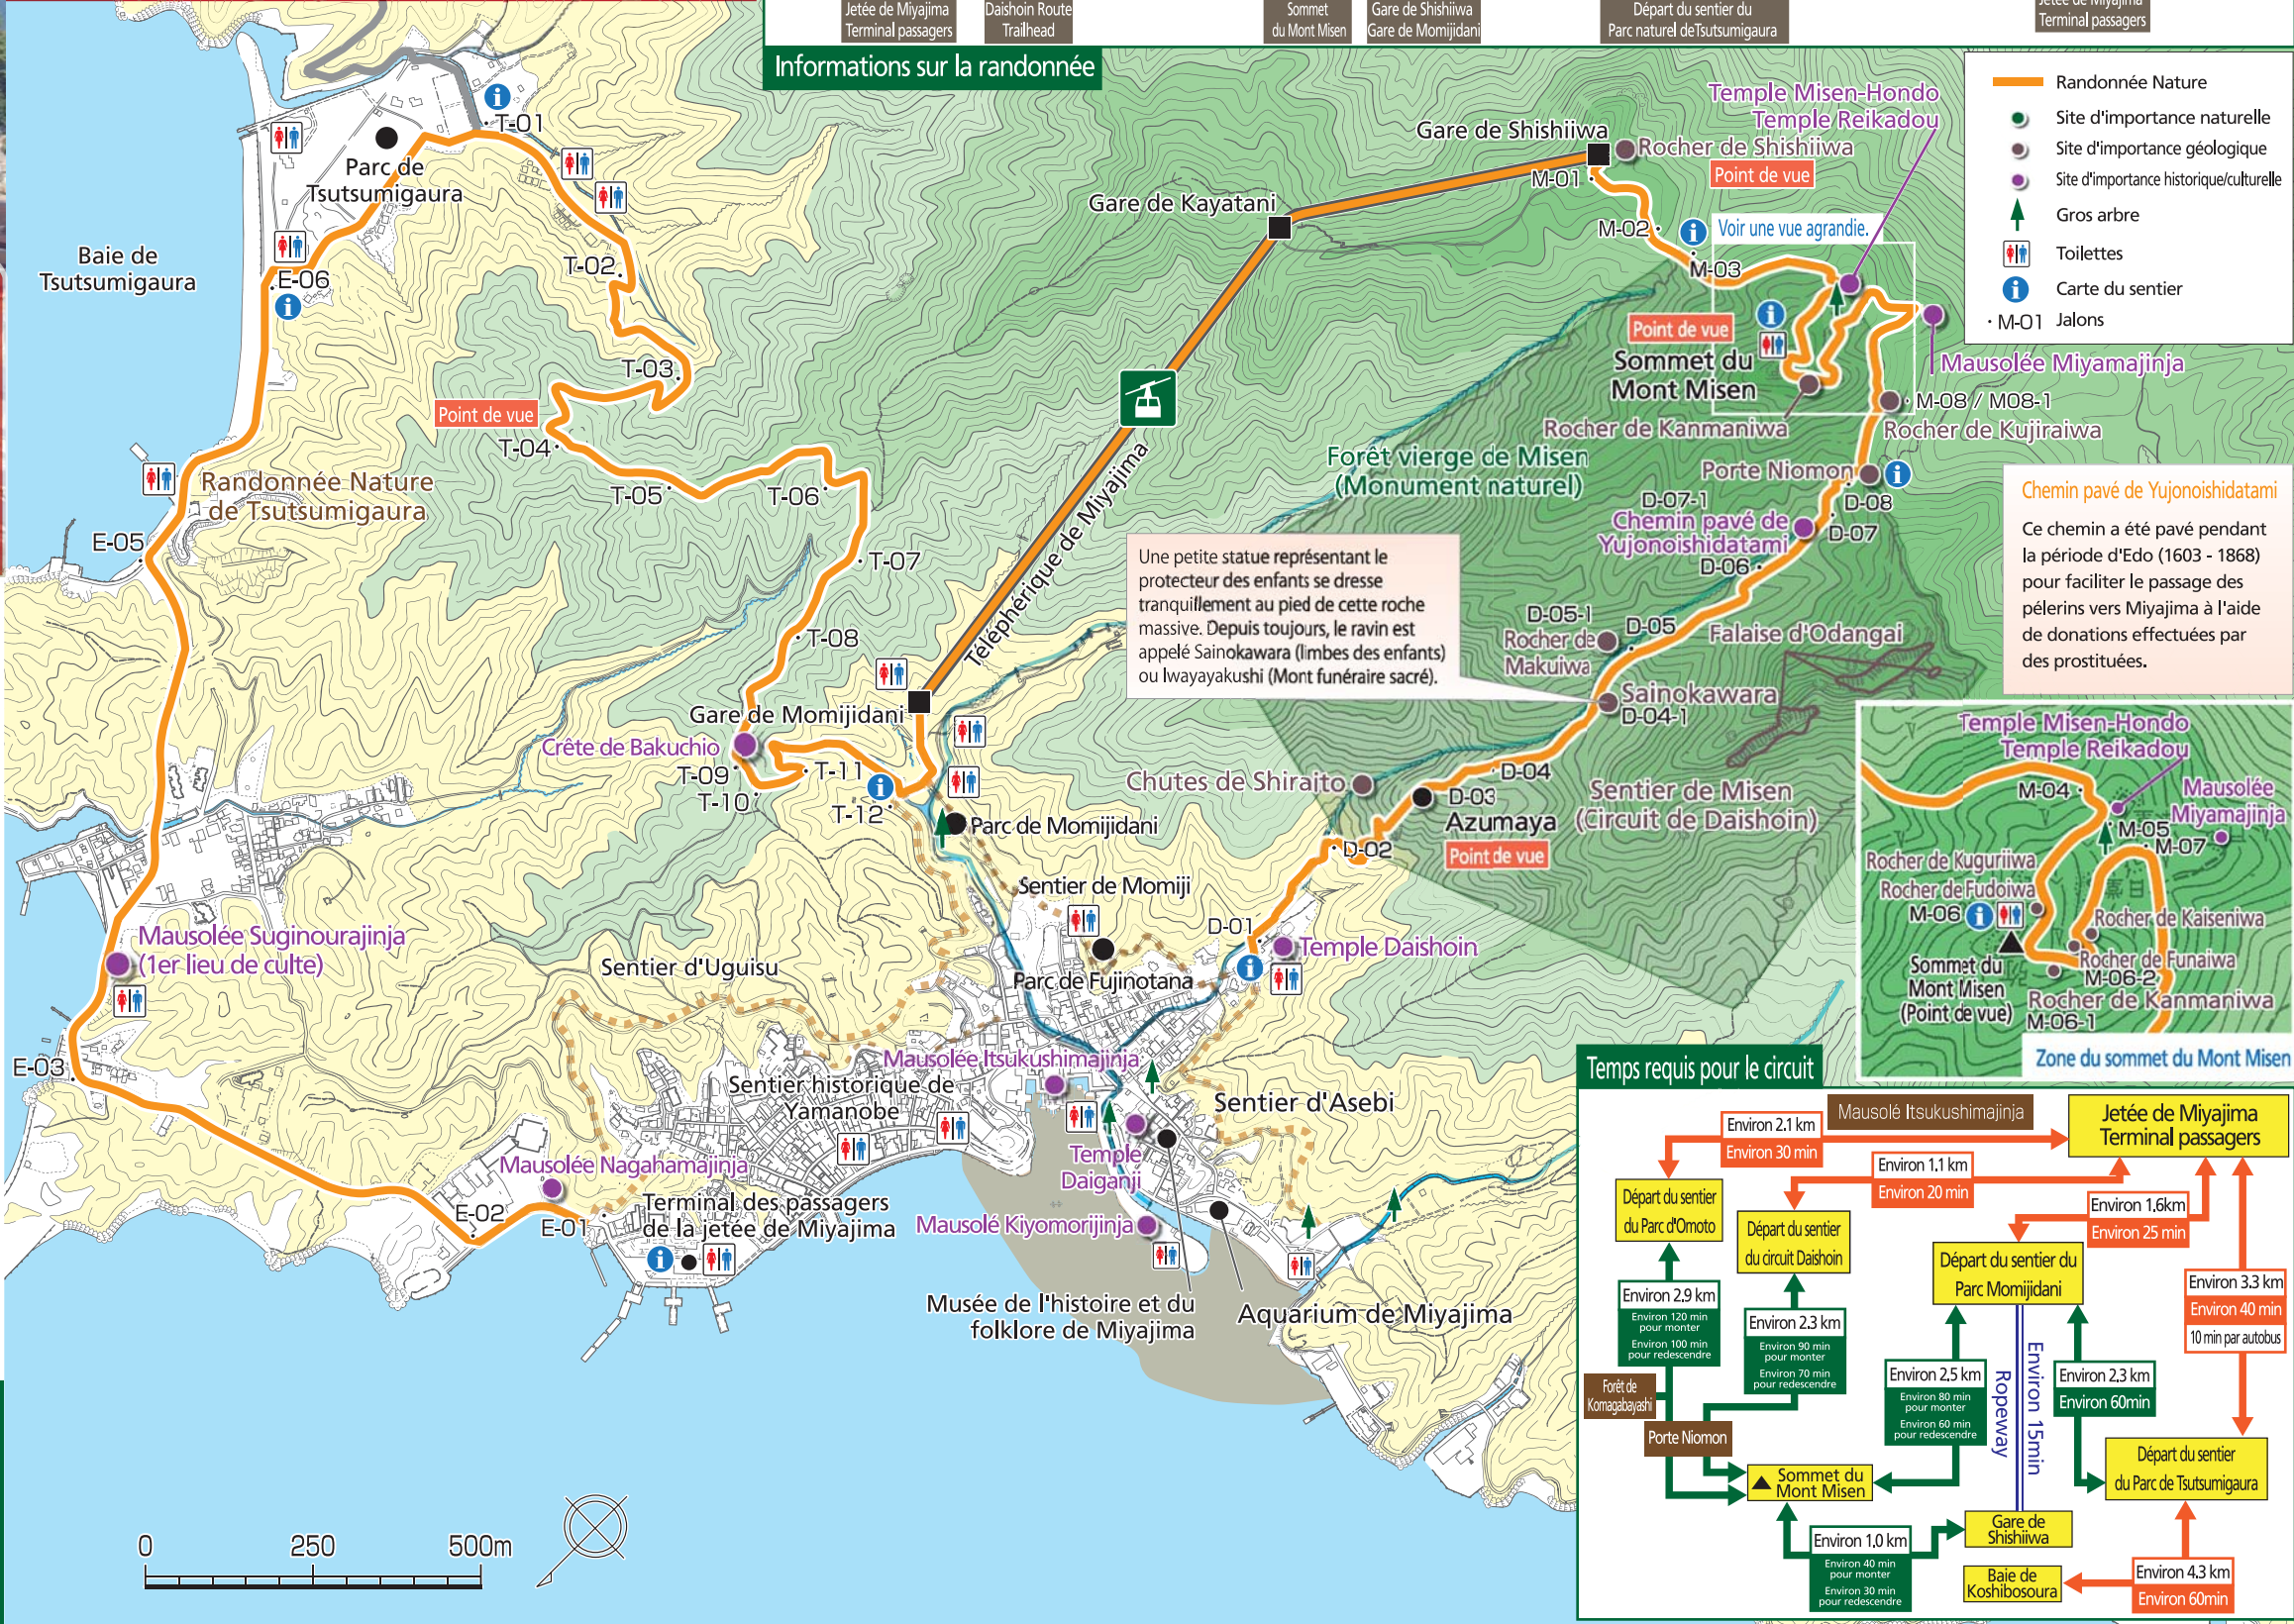 Jetée de Miyajima
Terminal passagers
Daishoin Route
Trailhead
Sommet
du Mont Misen
Gare de Shishiiwa
Gare de Momijidani
Départ du sentier du
Parc naturel deTsutsumigaura
Jetée de Miyajima
Terminal passagers
Informations sur la randonnée
Randonnée Nature
Site d'importance naturelle
Site d'importance géologique
Site d'importance historique/culturelle
Gros arbre
Toilettes
Carte du sentier
M-01 Jalons
T-01
Parc de
Tsutsumigaura
Baie de
Tsutsumigaura
E-06
T-02
T-03
Point de vue
T-04
T-05
T-06
T-07
T-08
Randonnée Nature
de Tsutsumigaura
E-05
Gare de Shishiiwa
Rocher de Shishiiwa
Point de vue
M-01
Gare de Kayatani
M-02
M-03
Temple Misen-Hondo
Temple Reikadou
Voir une vue agrandie.
Point de vue
Sommet du
Mont Misen
Mausolée Miyamajinja
M-08 / M08-1
Rocher de Kanmaniwa
Rocher de Kujiraiwa
Forêt vierge de Misen
(Monument naturel)
Porte Niomon
D-08
D-07-1
Chemin pavé de
Yujonoishidatami
D-07
D-06
Chemin pavé de Yujonoishidatami
Ce chemin a été pavé pendant
la période d'Edo (1603 - 1868)
pour faciliter le passage des
pélerins vers Miyajima à l'aide
de donations effectuées par
des prostituées.
Téléphérique de Miyajima
Une petite statue représentant le
protecteur des enfants se dresse
tranquillement au pied de cette roche
massive. Depuis toujours, le ravin est
appelé Sainokawara (limbes des enfants)
ou Iwayayakushi (Mont funéraire sacré).
D-05-1
Rocher de
Makuiwa
D-05
Falaise d'Odangai
Sainokawara
D-04-1
Gare de Momijidani
Crête de Bakuchio
T-09
T-10
T-11
T-12
Parc de Momijidani
Chutes de Shiraito
D-04
D-03
Azumaya
Point de vue
Sentier de Misen
(Circuit de Daishoin)
D-02
Sentier de Momiji
D-01
Temple Daishoin
Parc de Fujinotana
Sentier d'Uguisu
Mausolée Suginourajinja
(1er lieu de culte)
E-03
Mausolée Itsukushimajinja
Sentier historique de
Yamanobe
Sentier d'Asebi
Mausolée Nagahamajinja
Temple
Daiganji
E-02
E-01
Terminal des passagers
de la jetée de Miyajima
Mausolé Kiyomorijinja
Musée de l'histoire et du
folklore de Miyajima
Aquarium de Miyajima
0
250
500m
Temple Misen-Hondo
Temple Reikadou
M-04
Mausolée
Miyamajinja
M-05
M-07
Rocher de Kuguriiwa
Rocher de Fudoiwa
M-06
Rocher de Kaiseniwa
Rocher de Funaiwa
M-06-2
Sommet du
Mont Misen
(Point de vue)
Rocher de Kanmaniwa
M-06-1
Zone du sommet du Mont Misen
Temps requis pour le circuit
Mausolé Itsukushimajinja
Jetée de Miyajima
Terminal passagers
Environ 2.1 km
Environ 30 min
Environ 1.1 km
Environ 20 min
Environ 1.6km
Environ 25 min
Départ du sentier
du Parc d'Omoto
Départ du sentier
du circuit Daishoin
Départ du sentier du
Parc Momijidani
Environ 3.3 km
Environ 40 min
10 min par autobus
Environ 2.9 km
Environ 120 min
pour monter
Environ 100 min
pour redescendre
Environ 2.3 km
Environ 90 min
pour monter
Environ 70 min
pour redescendre
Environ 2.5 km
Environ 80 min
pour monter
Environ 60 min
pour redescendre
Environ 15min
Ropeway
Environ 2.3 km
Environ 60min
Forêt de
Komagabayashi
Porte Niomon
Sommet du
Mont Misen
Départ du sentier
du Parc de Tsutsumigaura
Gare de
Shishiiwa
Environ 1.0 km
Environ 40 min
pour monter
Environ 30 min
pour redescendre
Baie de
Koshibosoura
Environ 4.3 km
Environ 60min